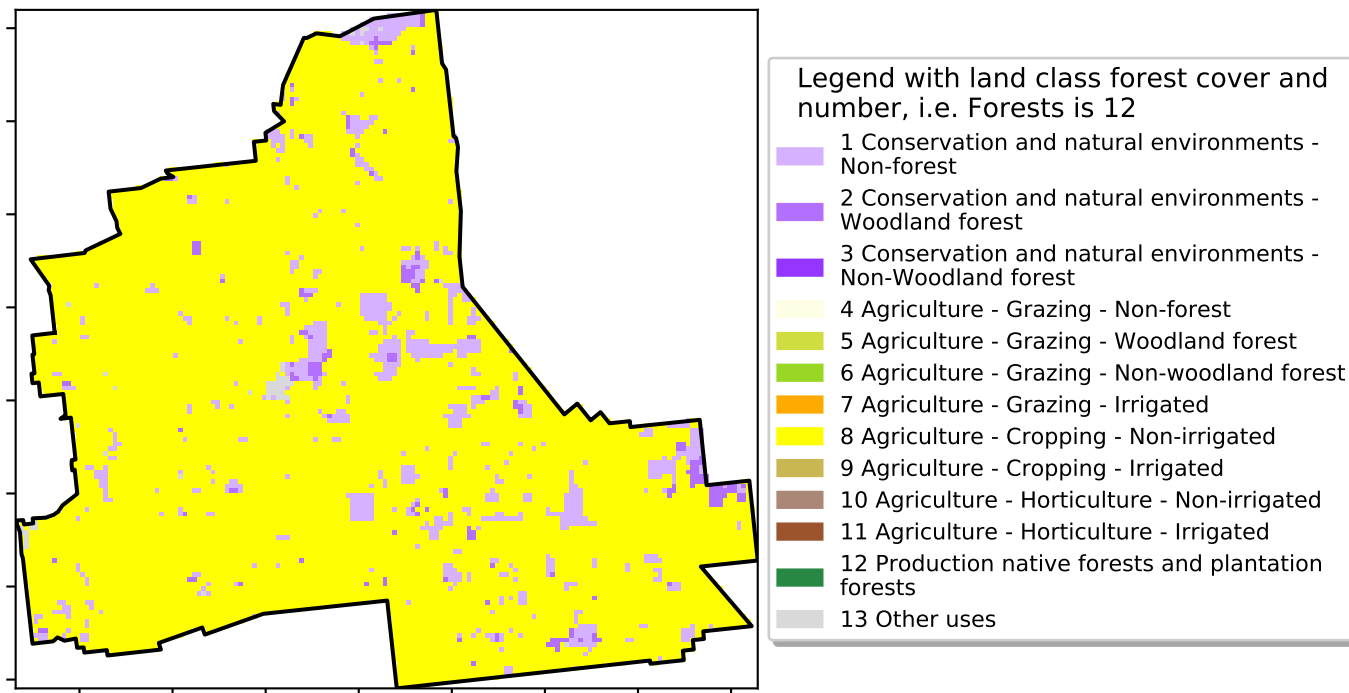 Legend with land class forest cover and
number, i.e. Forests is 12
1 Conservation and natural environments -
Non-forest
2 Conservation and natural environments -
Woodland forest
3 Conservation and natural environments -
Non-Woodland forest
4 Agriculture - Grazing - Non-forest
5 Agriculture - Grazing - Woodland forest
6 Agriculture - Grazing - Non-woodland forest
7 Agriculture - Grazing - Irrigated
8 Agriculture - Cropping - Non-irrigated
9 Agriculture - Cropping - Irrigated
10 Agriculture - Horticulture - Non-irrigated
11 Agriculture - Horticulture - Irrigated
12 Production native forests and plantation
forests
13 Other uses